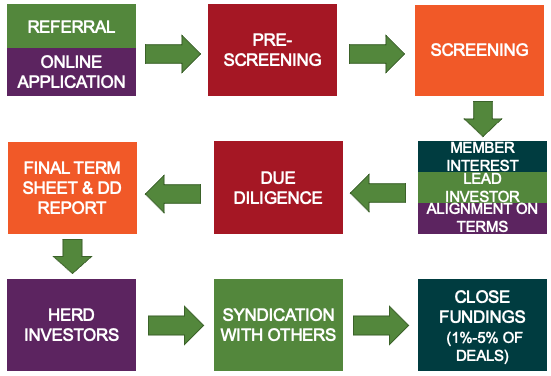 REFERRAL
ONLINE
APPLICATION
PRE-
SCREENING
SCREENING
MEMBER
INTEREST
LEAD
INVESTOR
ALIGNMENT ON
TERMS
DUE
DILIGENCE
FINAL TERM
SHEET & DD
REPORT
HERD
INVESTORS
SYNDICATION
WITH OTHERS
CLOSE
FUNDINGS
(1%-5% OF
DEALS)